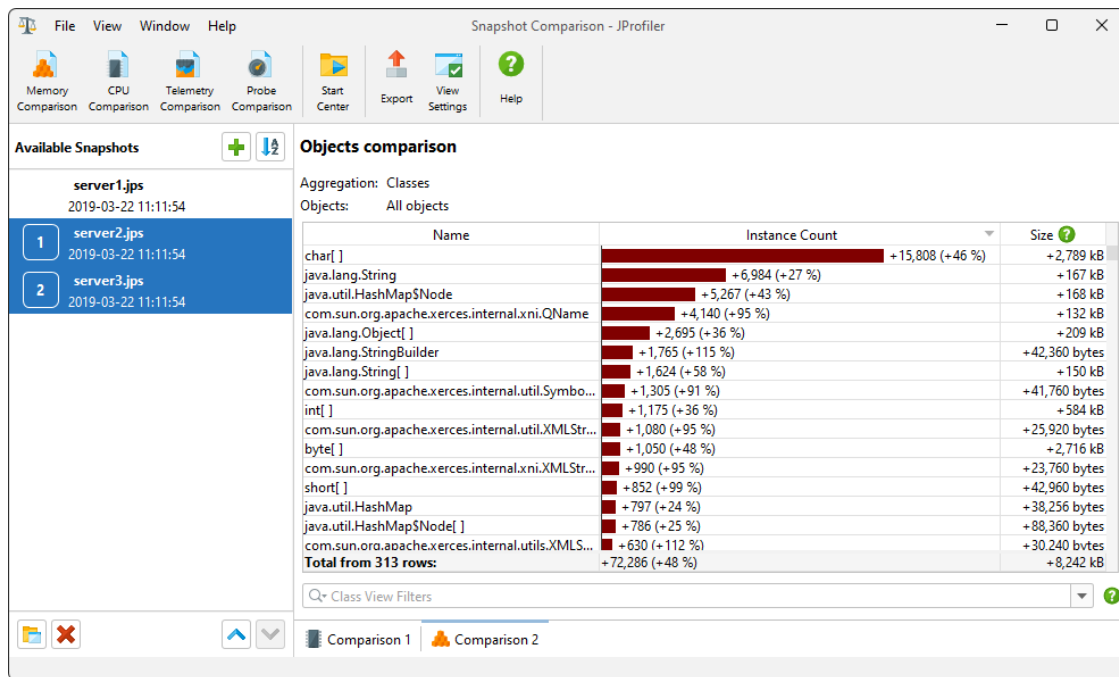 File View Window Help Snapshot Comparison - JProfiler
Memory Comparison
CPU Comparison
Telemetry Comparison
Probe Comparison
Start Center
Export
View Settings
Help
Available Snapshots
server1.jps
2019-03-22 11:11:54
1 server2.jps
2019-03-22 11:11:54
2 server3.jps
2019-03-22 11:11:54
Objects comparison
Aggregation: Classes
Objects: All objects
Name Instance Count Size
char[ ] +15,808 (+46 %) +2,789 kB
java.lang.String +6,984 (+27 %) +167 kB
java.util.HashMap$Node +5,267 (+43 %) +168 kB
com.sun.org.apache.xerces.internal.xni.QName +4,140 (+95 %) +132 kB
java.lang.Object[ ] +2,695 (+36 %) +209 kB
java.lang.StringBuilder +1,765 (+115 %) +42,360 bytes
java.lang.String[ ] +1,624 (+58 %) +150 kB
com.sun.org.apache.xerces.internal.util.Symbo... +1,305 (+91 %) +41,760 bytes
int[ ] +1,175 (+36 %) +584 kB
com.sun.org.apache.xerces.internal.util.XMLStr... +1,080 (+95 %) +25,920 bytes
byte[ ] +1,050 (+48 %) +2,716 kB
com.sun.org.apache.xerces.internal.xni.XMLStr... +990 (+95 %) +23,760 bytes
short[ ] +852 (+99 %) +42,960 bytes
java.util.HashMap +797 (+24 %) +38,256 bytes
java.util.HashMap$Node[ ] +786 (+25 %) +88,360 bytes
com.sun.org.apache.xerces.internal.utils.XMLS... +630 (+112 %) +30,240 bytes
Total from 313 rows: +72,286 (+48 %) +8,242 kB
Class View Filters
Comparison 1 Comparison 2